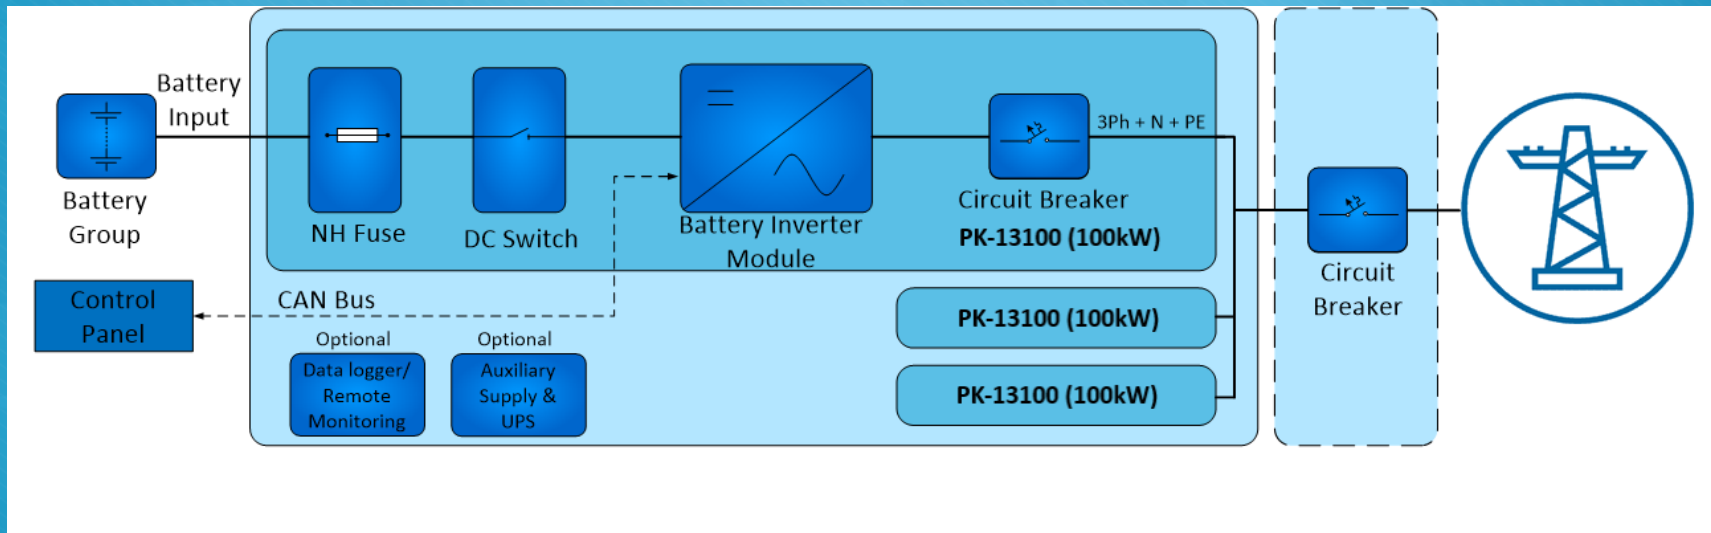 Battery
Input
Battery
Group
NH Fuse
DC Switch
Battery Inverter
Module
3Ph + N + PE
Circuit Breaker
PK-13100 (100kW)
Control
Panel
CAN Bus
Optional
Data logger/
Remote
Monitoring
Optional
Auxiliary
Supply &
UPS
PK-13100 (100kW)
PK-13100 (100kW)
Circuit
Breaker